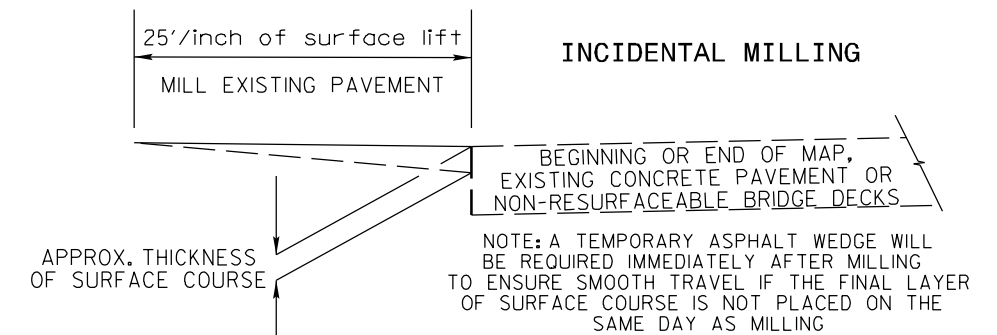 25'/inch of surface lift
MILL EXISTING PAVEMENT
INCIDENTAL MILLING
BEGINNING OR END OF MAP,
EXISTING CONCRETE PAVEMENT OR
NON-RESURFACEABLE BRIDGE DECKS
APPROX. THICKNESS
OF SURFACE COURSE
NOTE: A TEMPORARY ASPHALT WEDGE WILL
BE REQUIRED IMMEDIATELY AFTER MILLING
TO ENSURE SMOOTH TRAVEL IF THE FINAL LAYER
OF SURFACE COURSE IS NOT PLACED ON THE
SAME DAY AS MILLING